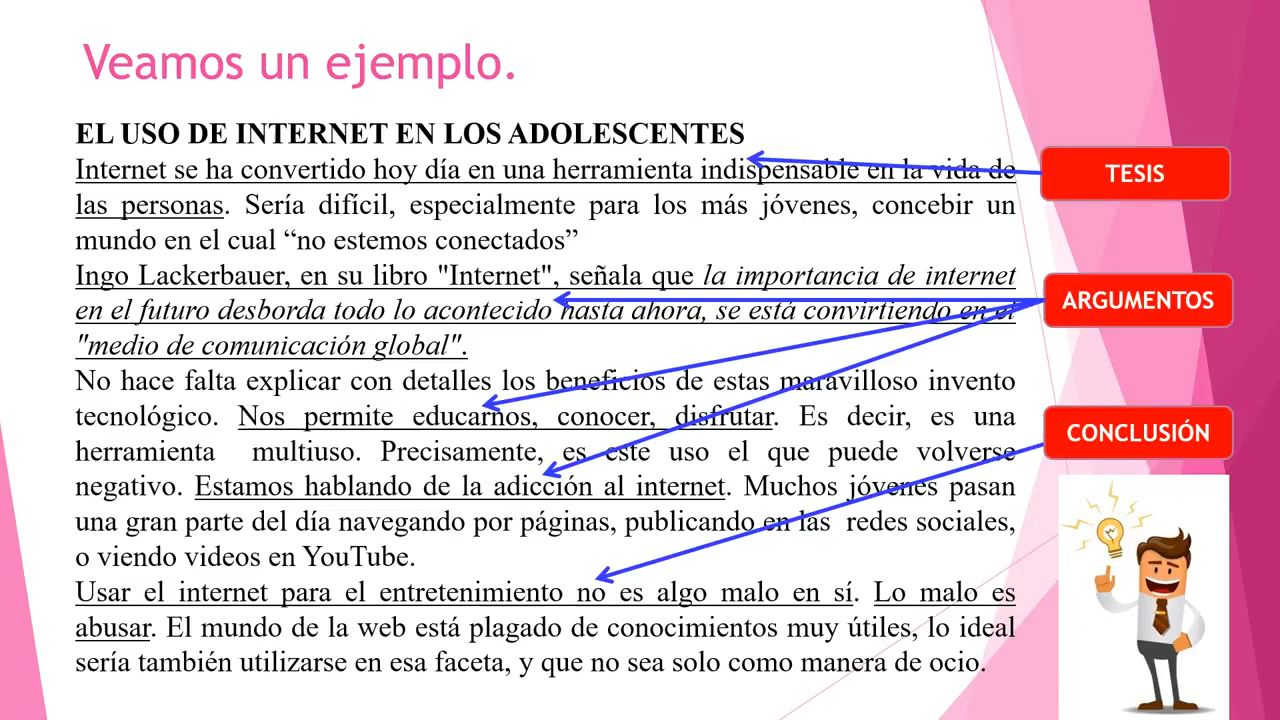 Veamos un ejemplo.
EL USO DE INTERNET EN LOS ADOLESCENTES
Internet se ha convertido hoy día en una herramienta indispensable en la vida de
las personas. Sería difícil, especialmente para los más jóvenes, concebir un
mundo en el cual “no estemos conectados”
Ingo Lackerbauer, en su libro "Internet", señala que la importancia de internet
en el futuro desborda todo lo acontecido hasta ahora, se está convirtiendo en el
"medio de comunicación global".
No hace falta explicar con detalles los beneficios de estas maravilloso invento
tecnológico. Nos permite educarnos, conocer, disfrutar. Es decir, es una
herramienta multiuso. Precisamente, es este uso el que puede volverse
negativo. Estamos hablando de la adicción al internet. Muchos jóvenes pasan
una gran parte del día navegando por páginas, publicando en las redes sociales,
o viendo videos en YouTube.
Usar el internet para el entretenimiento no es algo malo en sí. Lo malo es
abusar. El mundo de la web está plagado de conocimientos muy útiles, lo ideal
sería también utilizarse en esa faceta, y que no sea solo como manera de ocio.
TESIS
ARGUMENTOS
CONCLUSIÓN